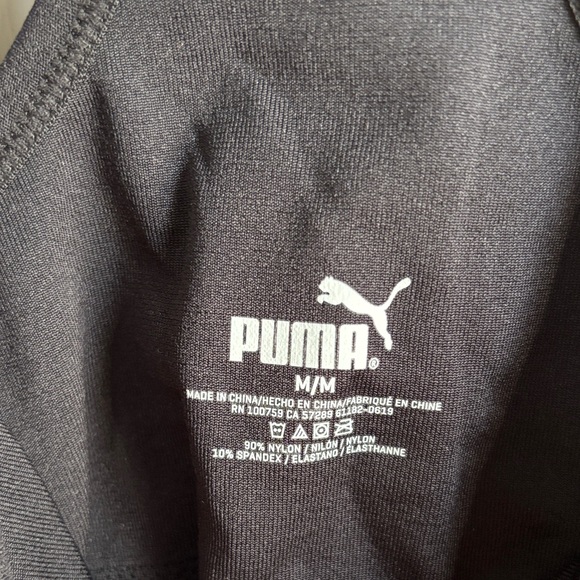 PUMA®
M/M
MADE IN CHINA/HECHO EN CHINA/FABRIQUÉ EN CHINE
RN 100759 CA 57289 61182-0619
90% NYLON / NILÓN / NYLON
10% SPANDEX / ELASTANO / ÉLASTHANNE